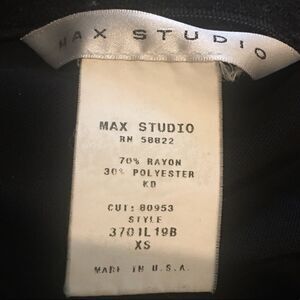 MAX STUDIO
MAX STUDIO
RN 58822
70% RAYON
30% POLYESTER
KD
CUT: 80953
STYLE
3701L19B
XS
MADE IN U.S.A.